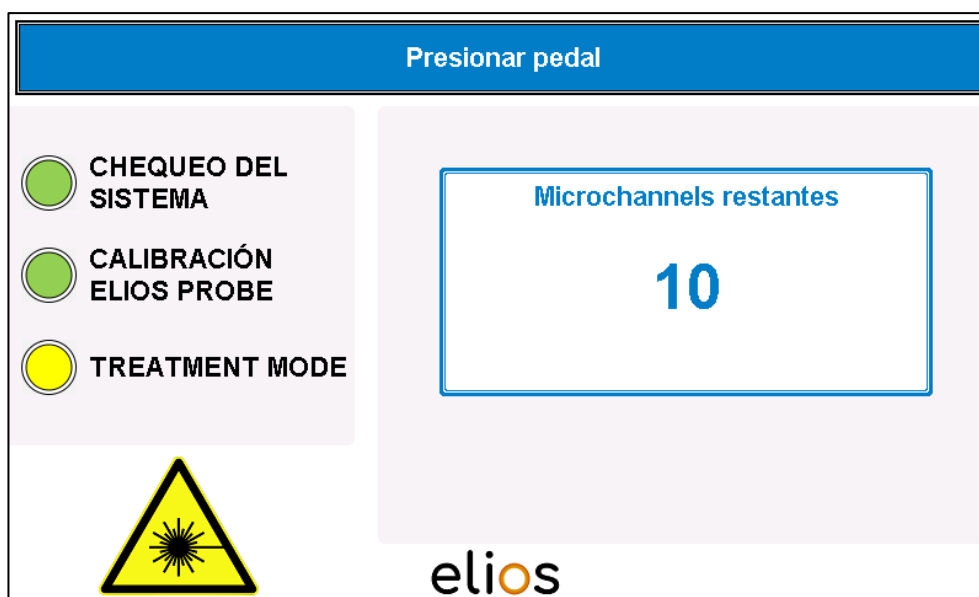 Presionar pedal
CHEQUEO DEL
SISTEMA
CALIBRACIÓN
ELIOS PROBE
TREATMENT MODE
Microchannels restantes
10
elios